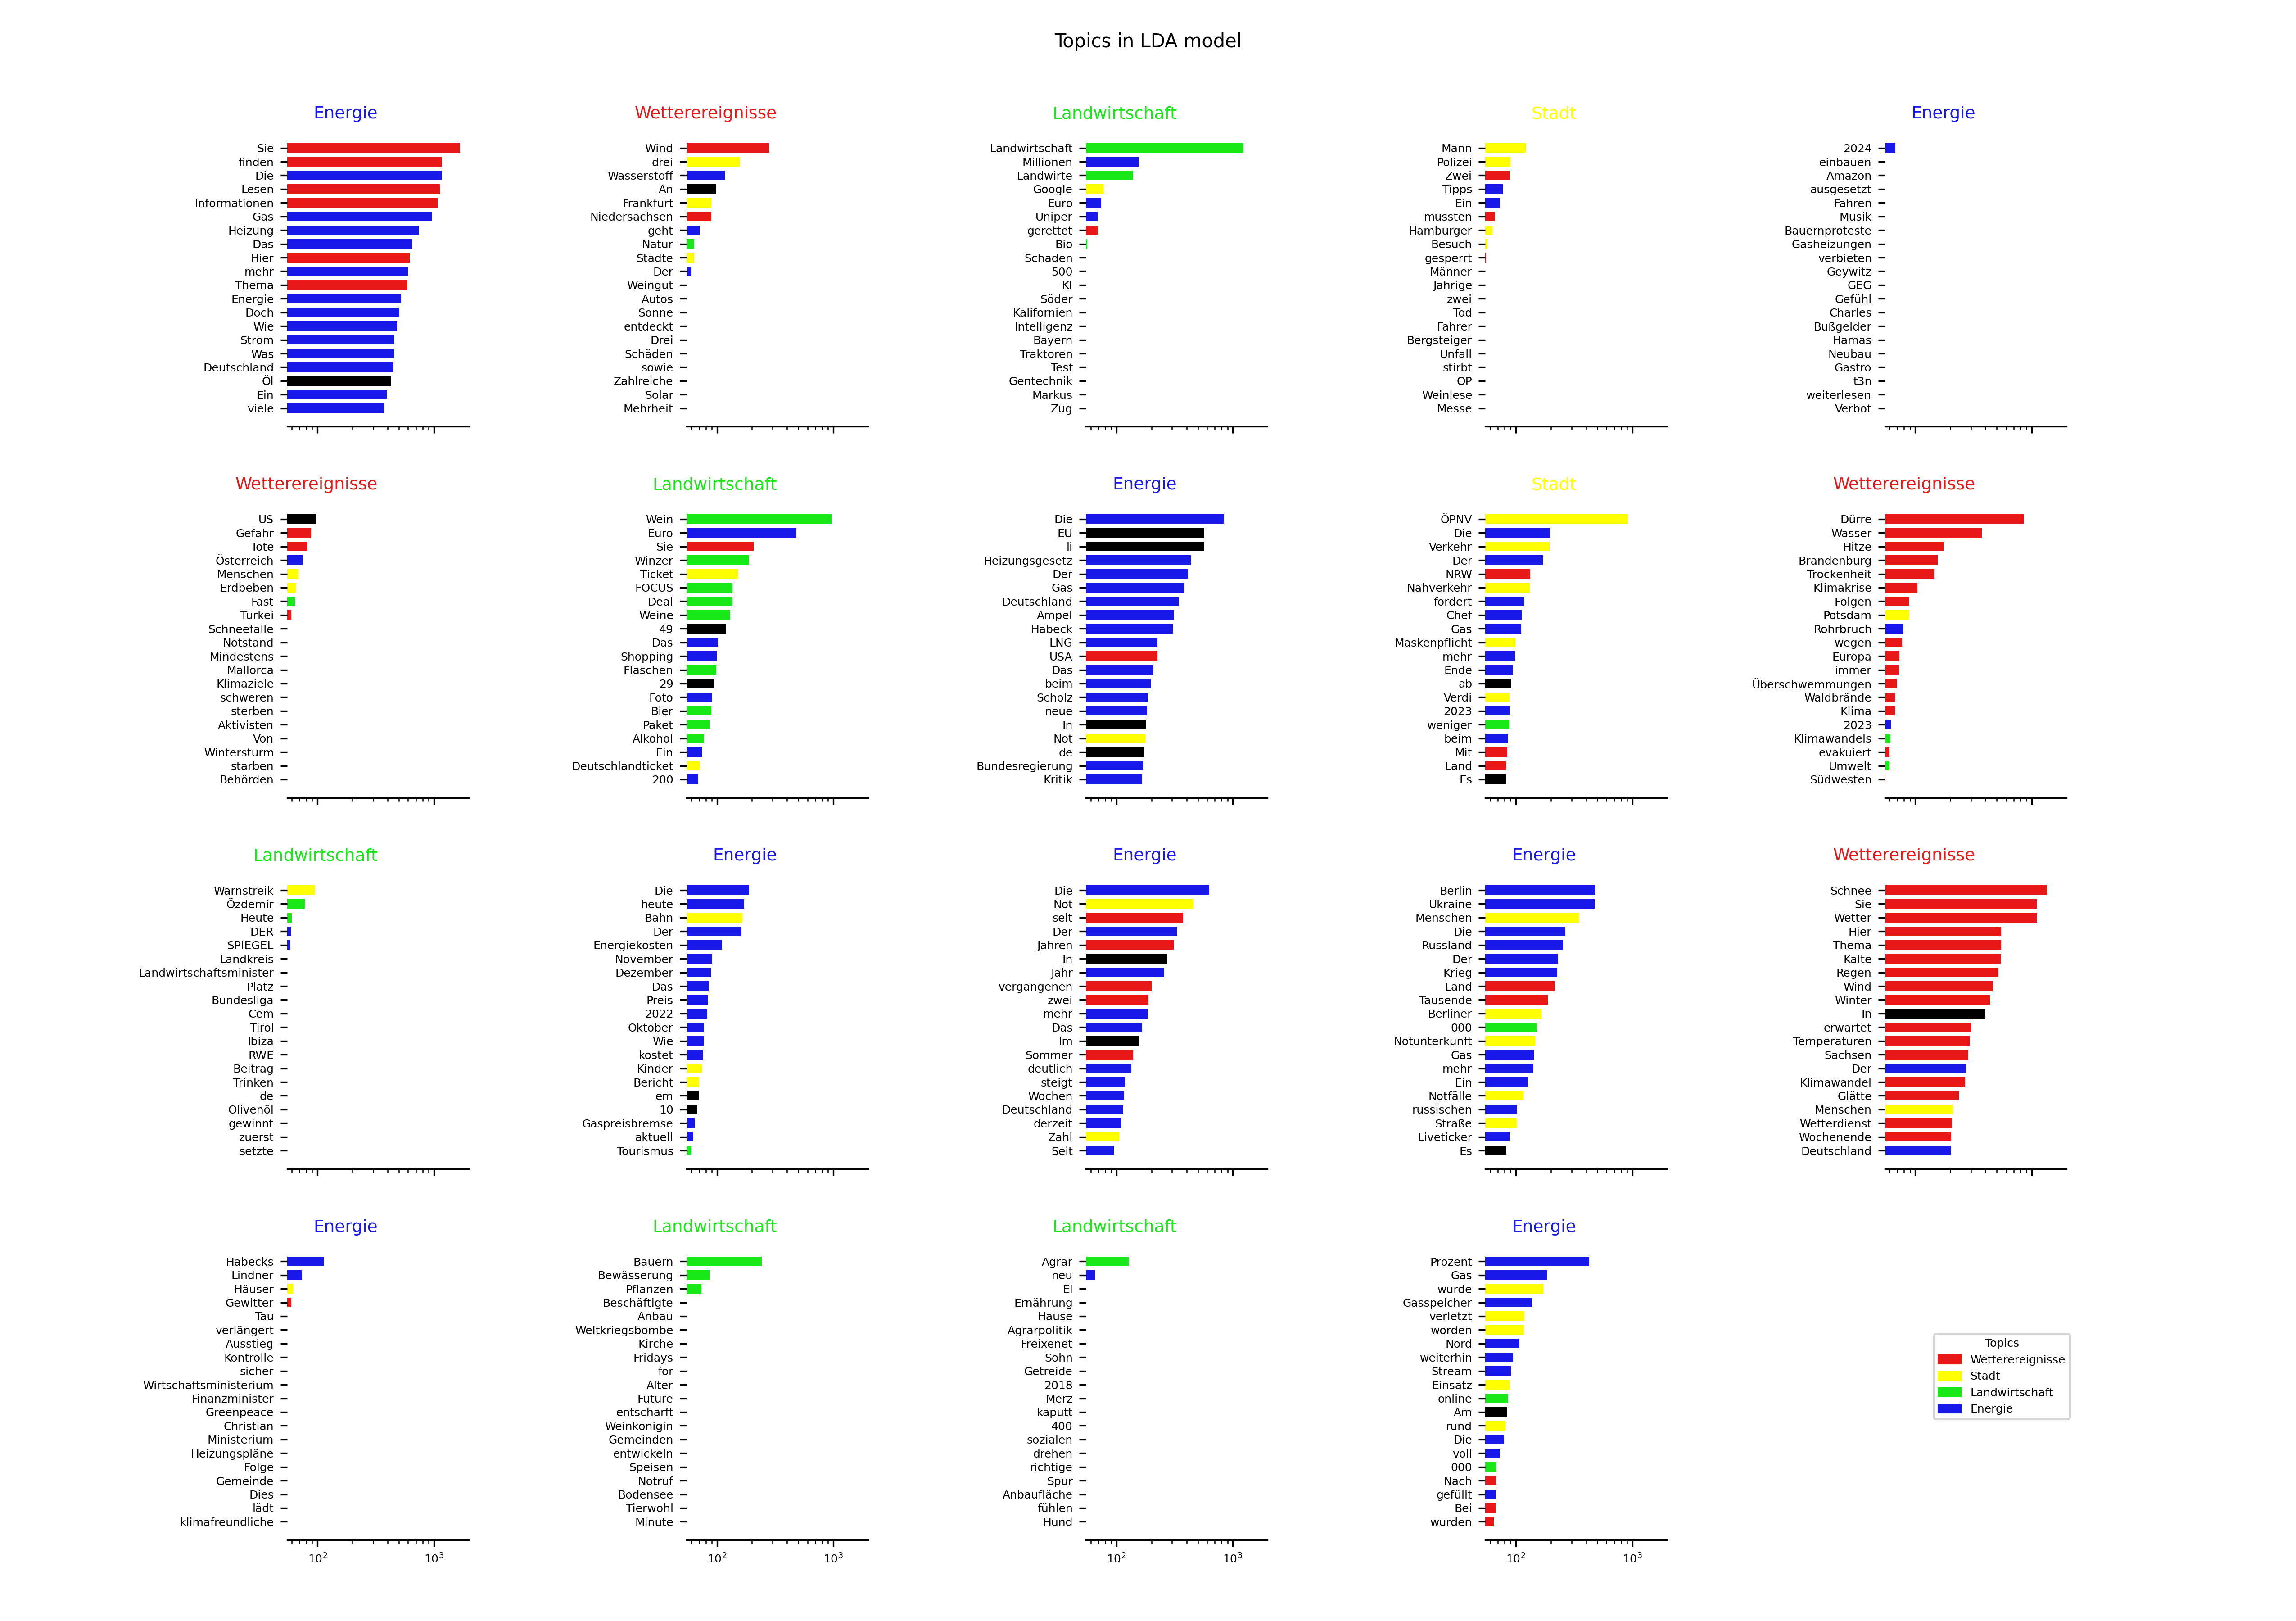 Topics in LDA model
Energie
Sie
finden
Die
Lesen
Informationen
Gas
Heizung
Das
Hier
mehr
Thema
Energie
Doch
Wie
Strom
Was
Deutschland
Öl
Ein
viele
Wetterereignisse
Wind
drei
Wasserstoff
An
Frankfurt
Niedersachsen
geht
Natur
Städte
Der
Weingut
Autos
Sonne
entdeckt
Drei
Schäden
sowie
Zahlreiche
Solar
Mehrheit
Landwirtschaft
Landwirtschaft
Millionen
Landwirte
Google
Euro
Uniper
gerettet
Bio
Schaden
500
KI
Söder
Kalifornien
Intelligenz
Bayern
Traktoren
Test
Gentechnik
Markus
Zug
Stadt
Mann
Polizei
Zwei
Tipps
Ein
mussten
Hamburger
Besuch
gesperrt
Männer
Jährige
zwei
Tod
Fahrer
Bergsteiger
Unfall
stirbt
OP
Weinlese
Messe
Energie
2024
einbauen
Amazon
ausgesetzt
Fahren
Musik
Bauernproteste
Gasheizungen
verbieten
Geywitz
GEG
Gefühl
Charles
Bußgelder
Hamas
Neubau
Gastro
t3n
weiterlesen
Verbot
Wetterereignisse
US
Gefahr
Tote
Österreich
Menschen
Erdbeben
Fast
Türkei
Schneefälle
Notstand
Mindestens
Mallorca
Klimaziele
schweren
sterben
Aktivisten
Von
Wintersturm
starben
Behörden
Landwirtschaft
Wein
Euro
Sie
Winzer
Ticket
FOCUS
Deal
Weine
49
Das
Shopping
Flaschen
29
Foto
Bier
Paket
Alkohol
Ein
Deutschlandticket
200
Energie
Die
EU
li
Heizungsgesetz
Der
Gas
Deutschland
Ampel
Habeck
LNG
USA
Das
beim
Scholz
neue
In
Not
de
Bundesregierung
Kritik
Stadt
ÖPNV
Die
Verkehr
Der
NRW
Nahverkehr
fordert
Chef
Gas
Maskenpflicht
mehr
Ende
ab
Verdi
2023
weniger
beim
Mit
Land
Es
Wetterereignisse
Dürre
Wasser
Hitze
Brandenburg
Trockenheit
Klimakrise
Folgen
Potsdam
Rohrbruch
wegen
Europa
immer
Überschwemmungen
Waldbrände
Klima
2023
Klimawandels
evakuiert
Umwelt
Südwesten
Landwirtschaft
Warnstreik
Özdemir
Heute
DER
SPIEGEL
Landkreis
Landwirtschaftsminister
Platz
Bundesliga
Cem
Tirol
Ibiza
RWE
Beitrag
Trinken
de
Olivenöl
gewinnt
zuerst
setzte
Energie
Die
heute
Bahn
Der
Energiekosten
November
Dezember
Das
Preis
2022
Oktober
Wie
kostet
Kinder
Bericht
em
10
Gaspreisbremse
aktuell
Tourismus
Energie
Die
Not
seit
Der
Jahren
In
Jahr
vergangenen
zwei
mehr
Das
Im
Sommer
deutlich
steigt
Wochen
Deutschland
derzeit
Zahl
Seit
Energie
Berlin
Ukraine
Menschen
Die
Russland
Der
Krieg
Land
Tausende
Berliner
000
Notunterkunft
Gas
mehr
Ein
Notfälle
russischen
Straße
Liveticker
Es
Wetterereignisse
Schnee
Sie
Wetter
Hier
Thema
Kälte
Regen
Wind
Winter
In
erwartet
Temperaturen
Sachsen
Der
Klimawandel
Glätte
Menschen
Wetterdienst
Wochenende
Deutschland
Energie
Habecks
Lindner
Häuser
Gewitter
Tau
verlängert
Ausstieg
Kontrolle
sicher
Wirtschaftsministerium
Finanzminister
Greenpeace
Christian
Ministerium
Heizungspläne
Folge
Gemeinde
Dies
lädt
klimafreundliche
10²
10³
Landwirtschaft
Bauern
Bewässerung
Pflanzen
Beschäftigte
Anbau
Weltkriegsbombe
Kirche
Fridays
for
Alter
Future
entschärft
Weinkönigin
Gemeinden
entwickeln
Speisen
Notruf
Bodensee
Tierwohl
Minute
10²
10³
Landwirtschaft
Agrar
neu
El
Ernährung
Hause
Agrarpolitik
Freixenet
Sohn
Getreide
2018
Merz
kaputt
400
sozialen
drehen
richtige
Spur
Anbaufläche
fühlen
Hund
10²
10³
Energie
Prozent
Gas
wurde
Gasspeicher
verletzt
worden
Nord
weiterhin
Stream
Einsatz
online
Am
rund
Die
voll
000
Nach
gefüllt
Bei
wurden
10²
10³
Topics
Wetterereignisse
Stadt
Landwirtschaft
Energie